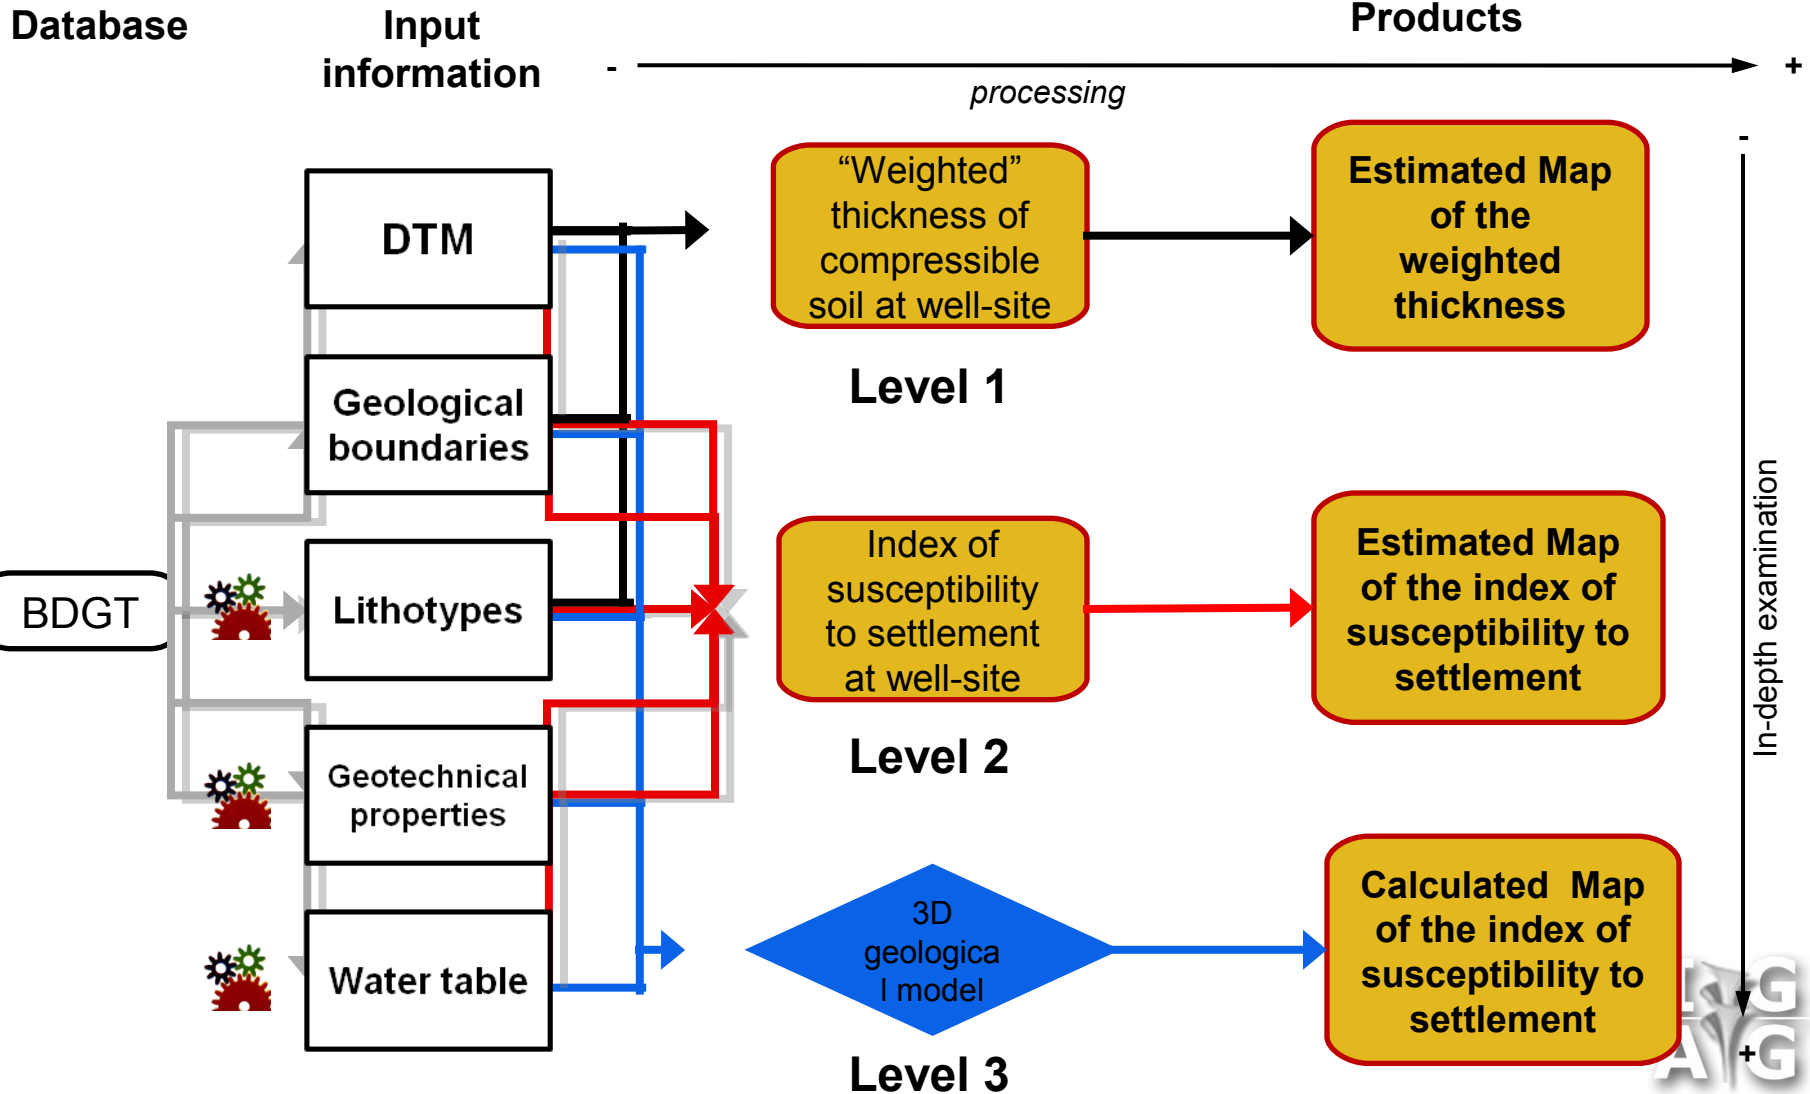 Database
Input
information
Products
- +
processing
-
DTM
Geological
boundaries
Lithotypes
Geotechnical
properties
Water table
BDGT
“Weighted”
thickness of
compressible
soil at well-site
Level 1
Estimated Map
of the
weighted
thickness
Index of
susceptibility
to settlement
at well-site
Level 2
Estimated Map
of the index of
susceptibility to
settlement
3D
geologica
l model
Level 3
Calculated Map
of the index of
susceptibility to
settlement
In-depth examination
+
I G
A G